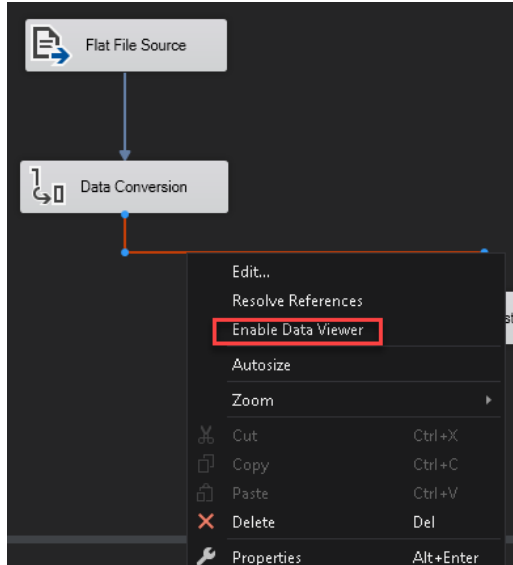 Flat File Source
Data Conversion
Edit...
Resolve References
Enable Data Viewer
Autosize
Zoom
Cut Ctrl+X
Copy Ctrl+C
Paste Ctrl+V
Delete Del
Properties Alt+Enter